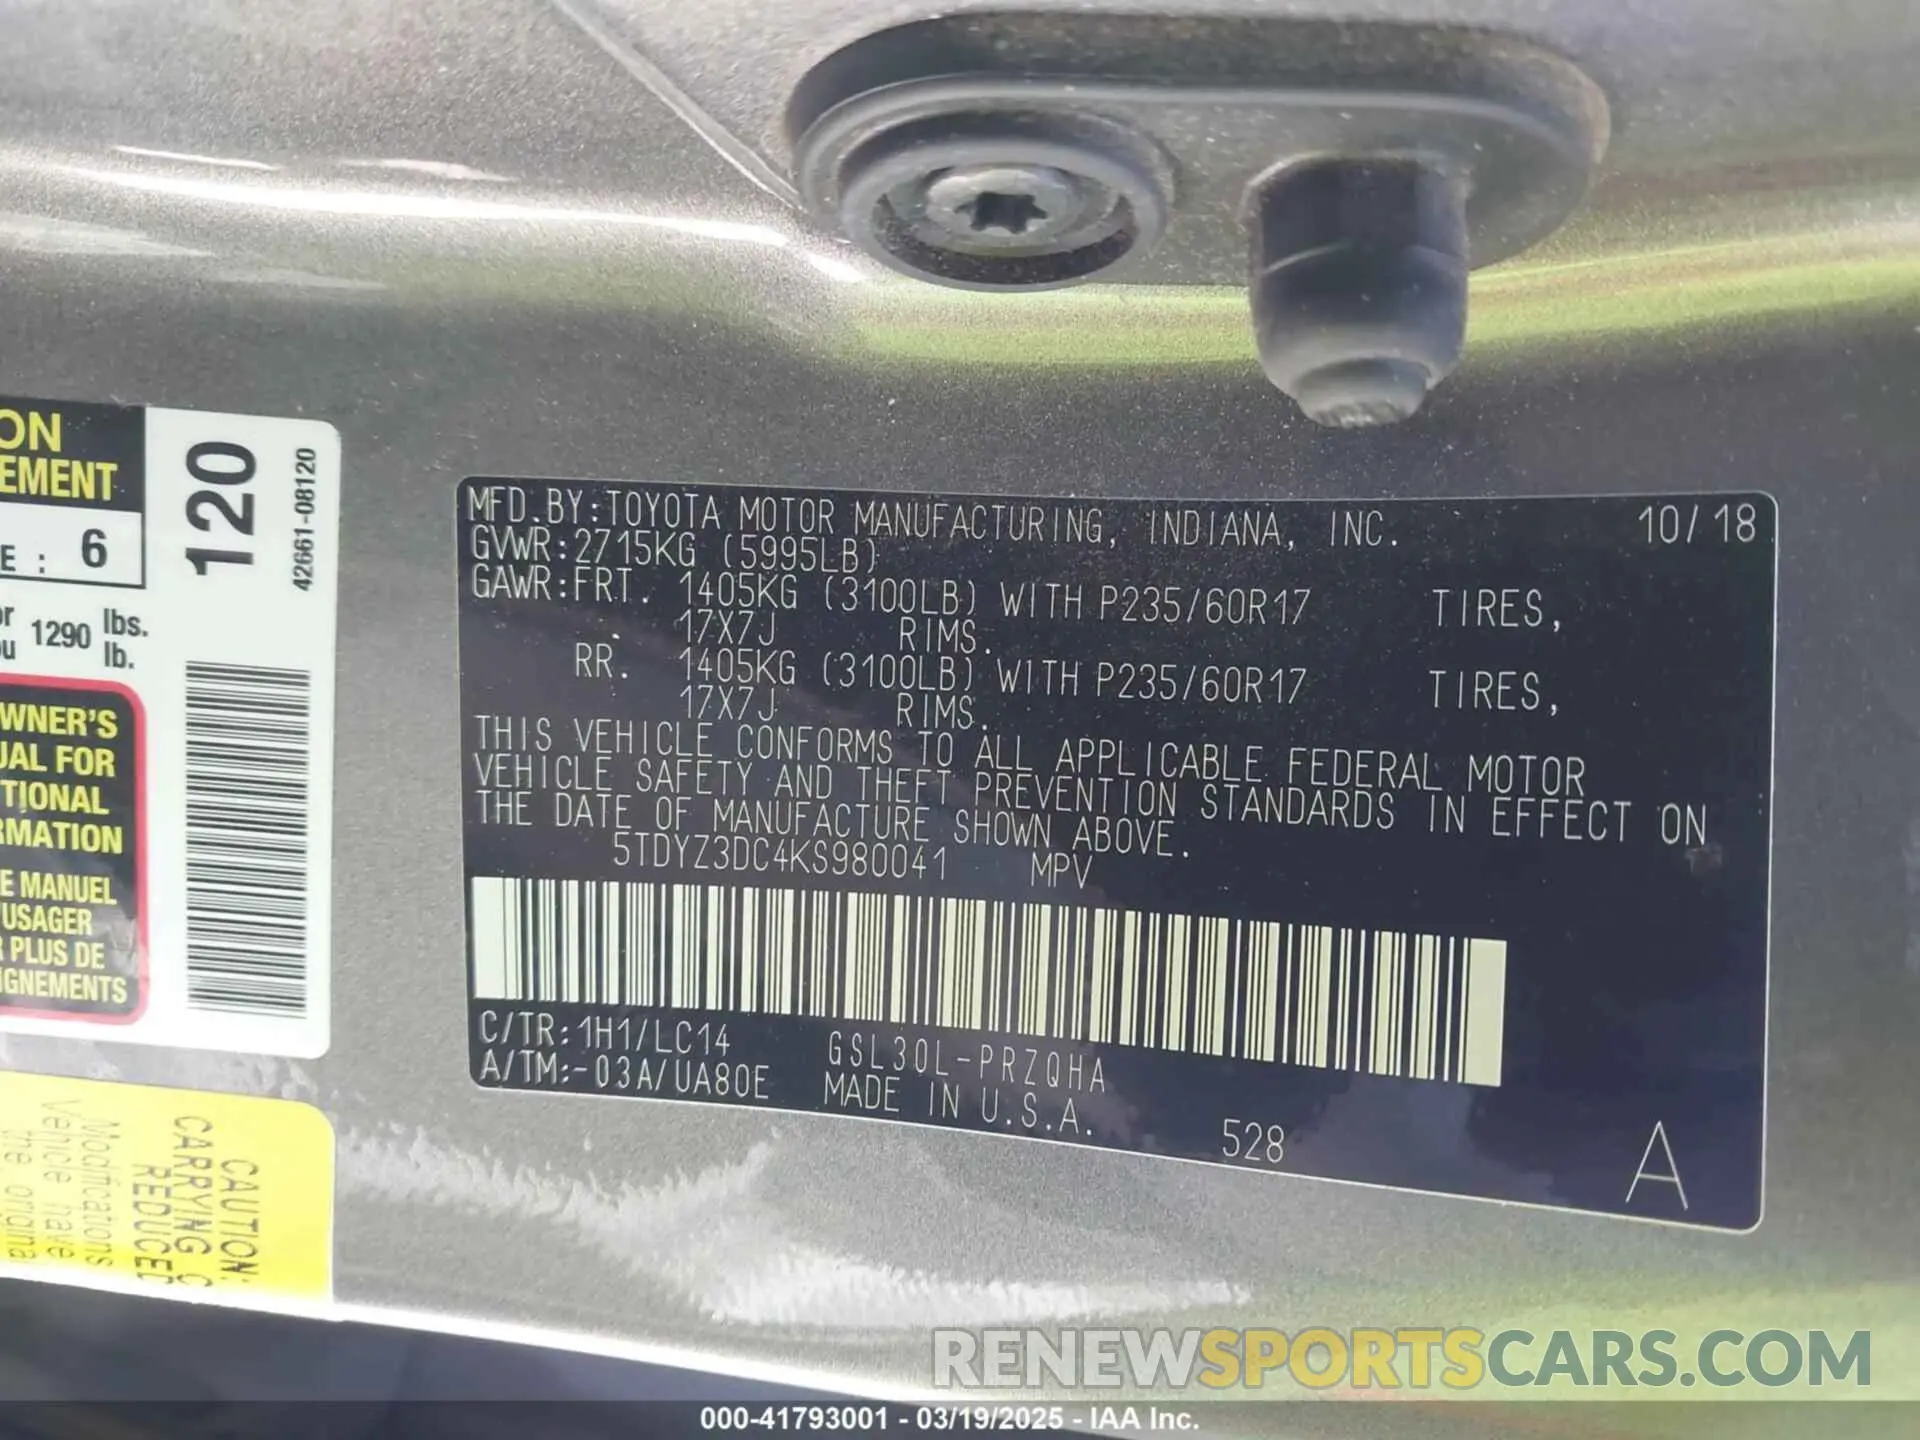 ON
EMENT
E : 6
or 1290 lbs.
ou lb.
WNER'S
UAL FOR
TIONAL
RMATION
E MANUEL
'USAGER
R PLUS DE
IGNEMENTS
120
42661-08120
CAUTION:
CARRYING C
REDUCED
Modifications
Vehicle have
the original
MFD.BY:TOYOTA MOTOR MANUFACTURING, INDIANA, INC. 10/18
GVWR:2715KG (5995LB)
GAWR:FRT. 1405KG (3100LB) WITH P235/60R17 TIRES,
17X7J RIMS.
RR. 1405KG (3100LB) WITH P235/60R17 TIRES,
17X7J RIMS.
THIS VEHICLE CONFORMS TO ALL APPLICABLE FEDERAL MOTOR
VEHICLE SAFETY AND THEFT PREVENTION STANDARDS IN EFFECT ON
THE DATE OF MANUFACTURE SHOWN ABOVE.
5TDYZ3DC4KS980041 MPV
C/TR:1H1/LC14 GSL30L-PRZQHA
A/TM:-03A/UA80E MADE IN U.S.A.
528
A
RENEWSPORTSCARS.COM
000-41793001 - 03/19/2025 - IAA Inc.